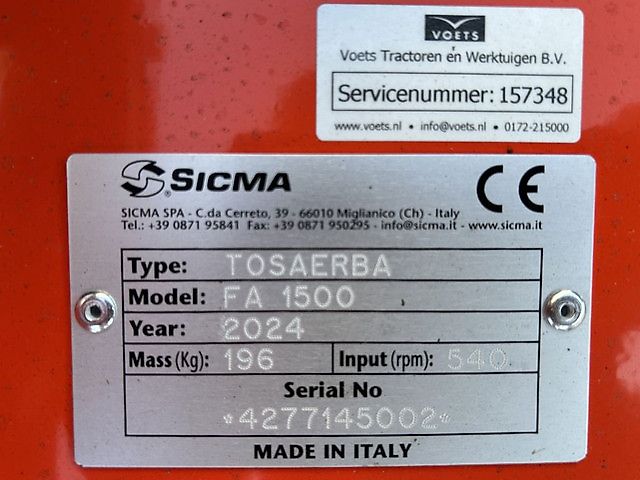 VOETS
Voets Tractoren en Werktuigen B.V.
Servicenummer: 157348
www.voets.nl • info@voets.nl • 0172-215000
SICMA ® CE
SICMA SPA - C.da Cerreto, 39 - 66010 Miglianico (Ch) - Italy
Tel.: +39 0871 95841 Fax: +39 0871 950295 - info@sicma.it - www.sicma.it
Type: TOSAERBA
Model: FA 1500
Year: 2024
Mass (Kg): 196 Input (rpm): 540
Serial No
*4277145002*
MADE IN ITALY